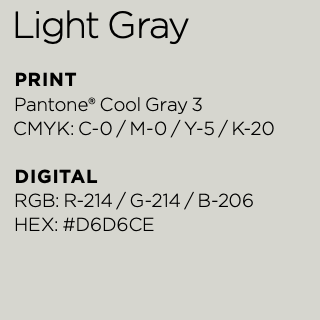 Light Gray
PRINT
Pantone® Cool Gray 3
CMYK: C-0 / M-0 / Y-5 / K-20
DIGITAL
RGB: R-214 / G-214 / B-206
HEX: #D6D6CE